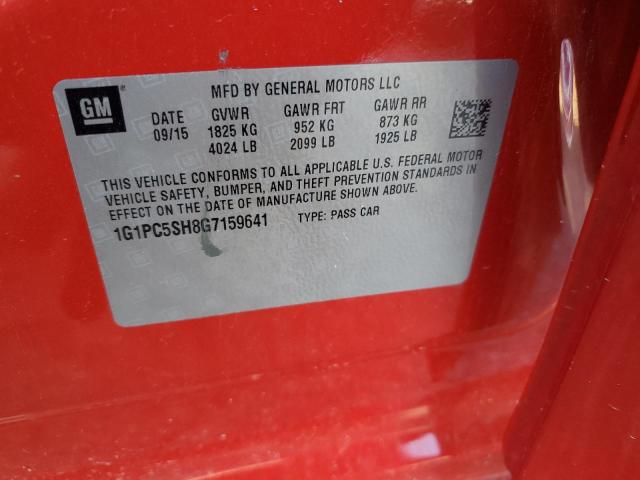 GM
MFD BY GENERAL MOTORS LLC
DATE GVWR GAWR FRT GAWR RR
09/15 1825 KG 952 KG 873 KG
4024 LB 2099 LB 1925 LB
THIS VEHICLE CONFORMS TO ALL APPLICABLE U.S. FEDERAL MOTOR
VEHICLE SAFETY, BUMPER, AND THEFT PREVENTION STANDARDS IN
EFFECT ON THE DATE OF MANUFACTURE SHOWN ABOVE.
1G1PC5SH8G7159641 TYPE: PASS CAR